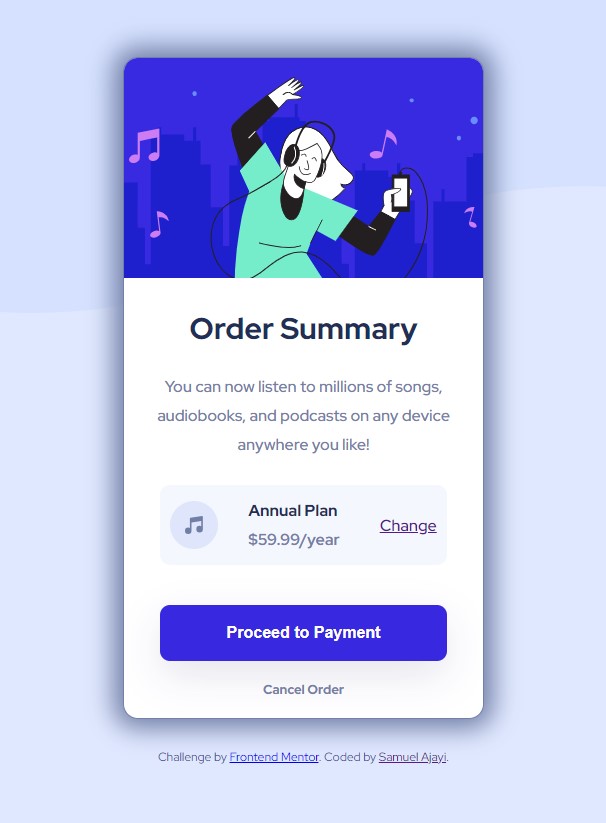 Order Summary
You can now listen to millions of songs,
audiobooks, and podcasts on any device
anywhere you like!
Annual Plan
$59.99/year
Change
Proceed to Payment
Cancel Order
Challenge by Frontend Mentor. Coded by Samuel Ajayi.